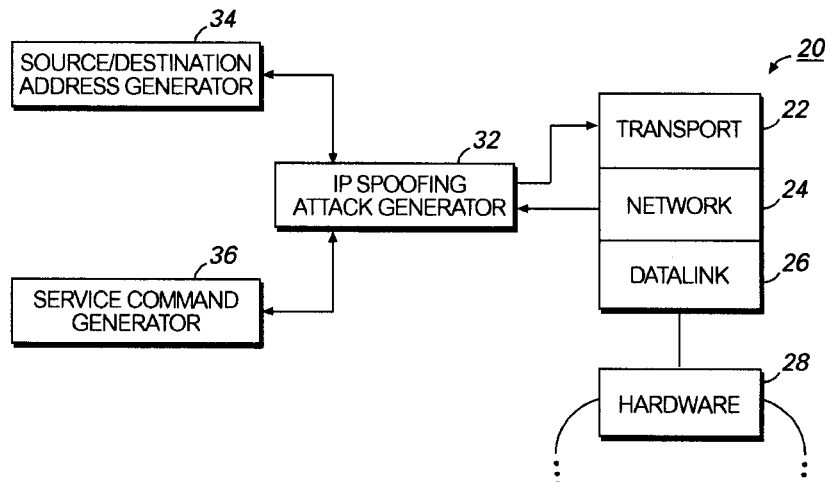 34
SOURCE/DESTINATION
ADDRESS GENERATOR
20
22
TRANSPORT
32
IP SPOOFING
ATTACK GENERATOR
24
NETWORK
36
26
DATALINK
SERVICE COMMAND
GENERATOR
28
HARDWARE